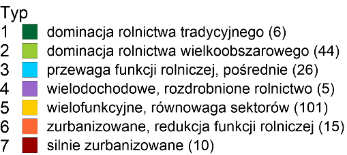 Typ
1 dominacja rolnictwa tradycyjnego (6)
2 dominacja rolnictwa wielkoobszarowego (44)
3 przewaga funkcji rolniczej, pośrednie (26)
4 wielodochodowe, rozdrobnione rolnictwo (5)
5 wielofunkcyjne, równowaga sektorów (101)
6 zurbanizowane, redukcja funkcji rolniczej (15)
7 silnie zurbanizowane (10)